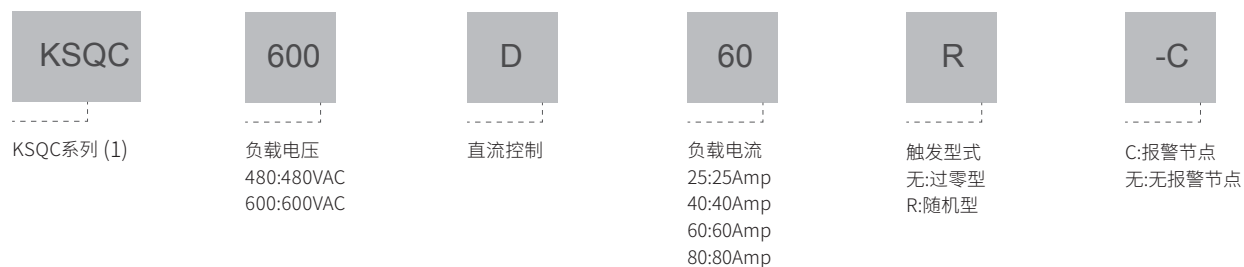 KSQC 600 D 60 R -C
KSQC系列 (1)
负载电压
480:480VAC
600:600VAC
直流控制
负载电流
25:25Amp
40:40Amp
60:60Amp
80:80Amp
触发型式
无:过零型
R:随机型
C:报警节点
无:无报警节点